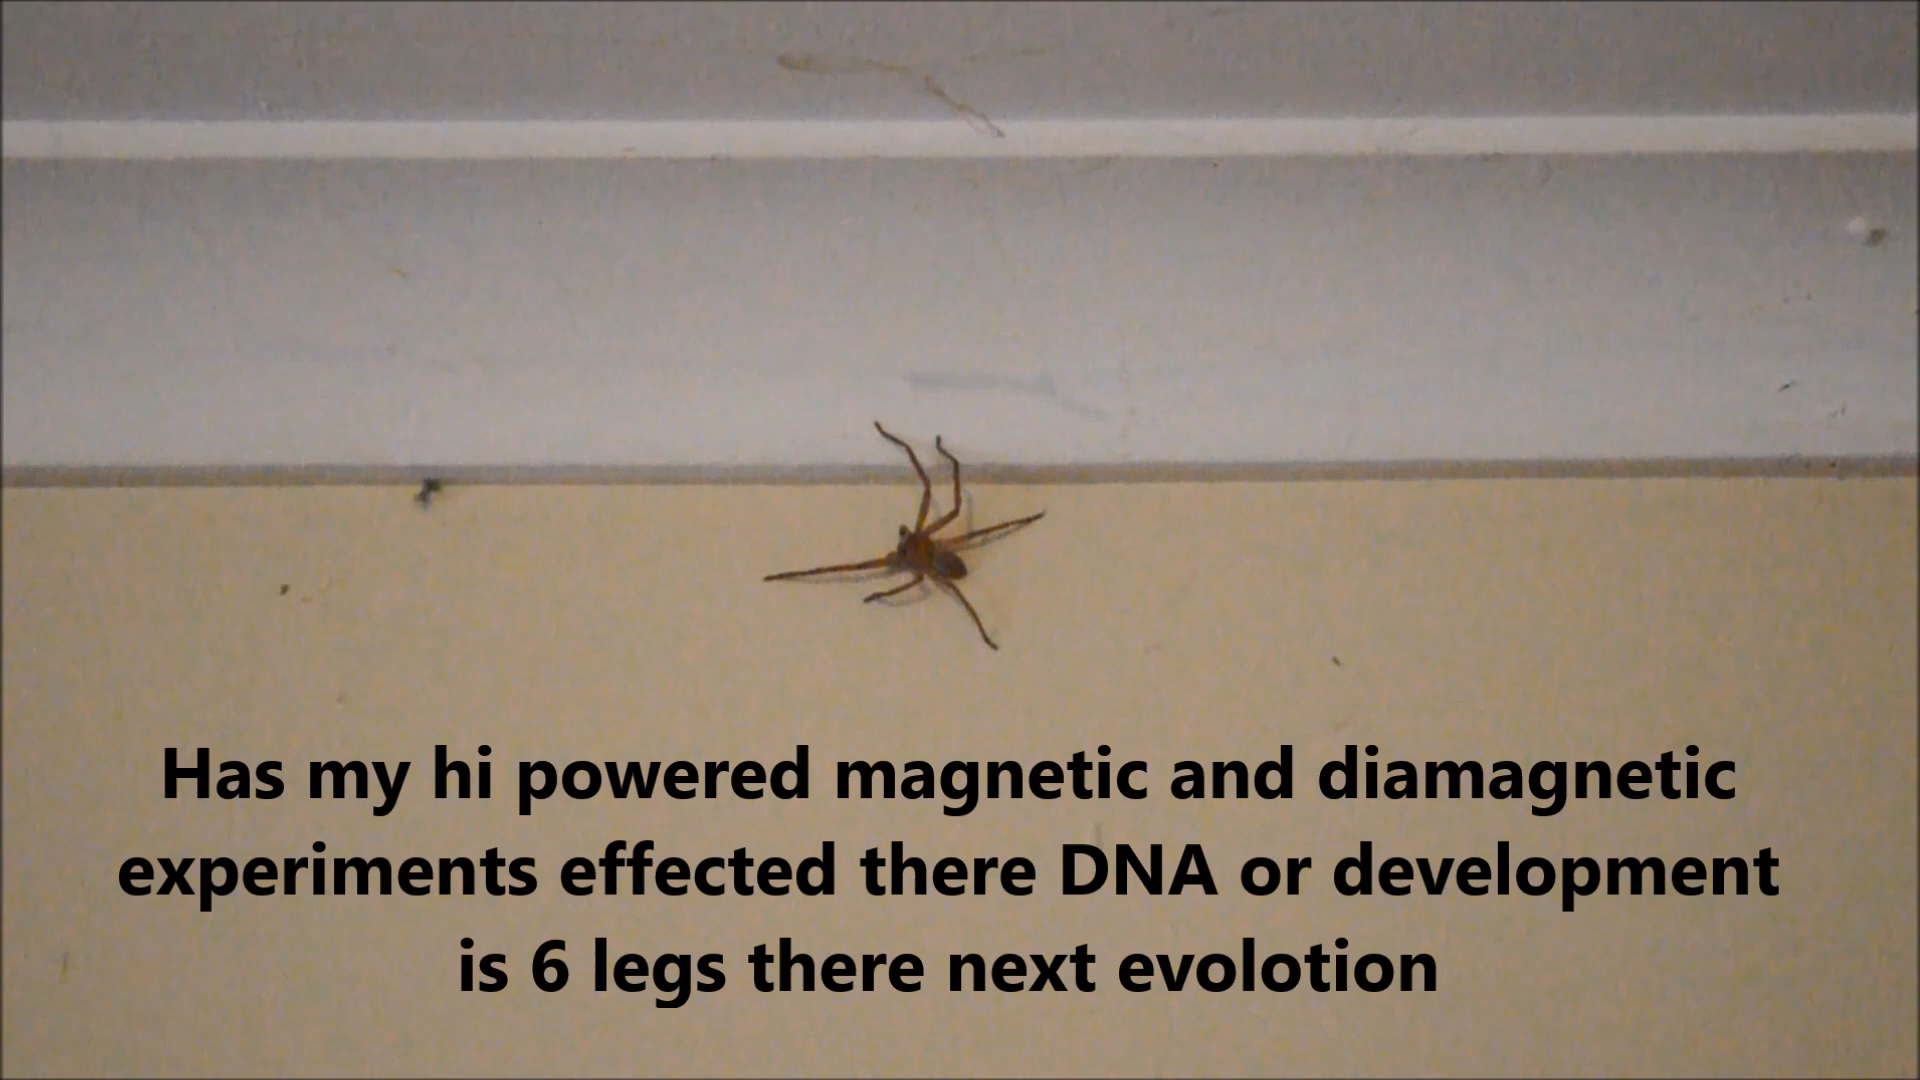 Has my hi powered magnetic and diamagnetic
experiments effected there DNA or development
is 6 legs there next evolotion